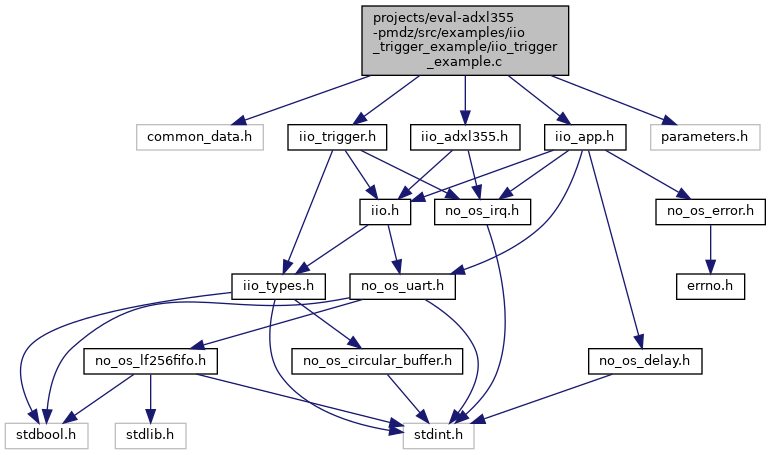 projects/eval-adxl355
-pmdz/src/examples/iio
_trigger_example/iio_trigger
_example.c
common_data.h
iio_trigger.h
iio_adxl355.h
iio_app.h
parameters.h
iio.h
no_os_irq.h
no_os_error.h
iio_types.h
no_os_uart.h
errno.h
no_os_lf256fifo.h
no_os_circular_buffer.h
no_os_delay.h
stdbool.h
stdlib.h
stdint.h